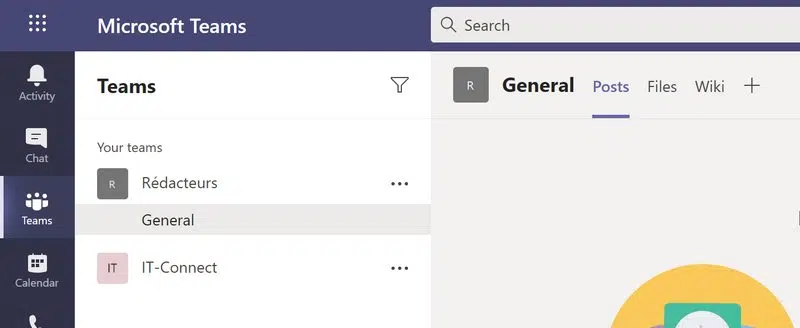 Microsoft Teams
Search
Activity
Chat
Teams
Calendar
Teams
Your teams
R Rédacteurs
General
IT IT-Connect
R General Posts Files Wiki